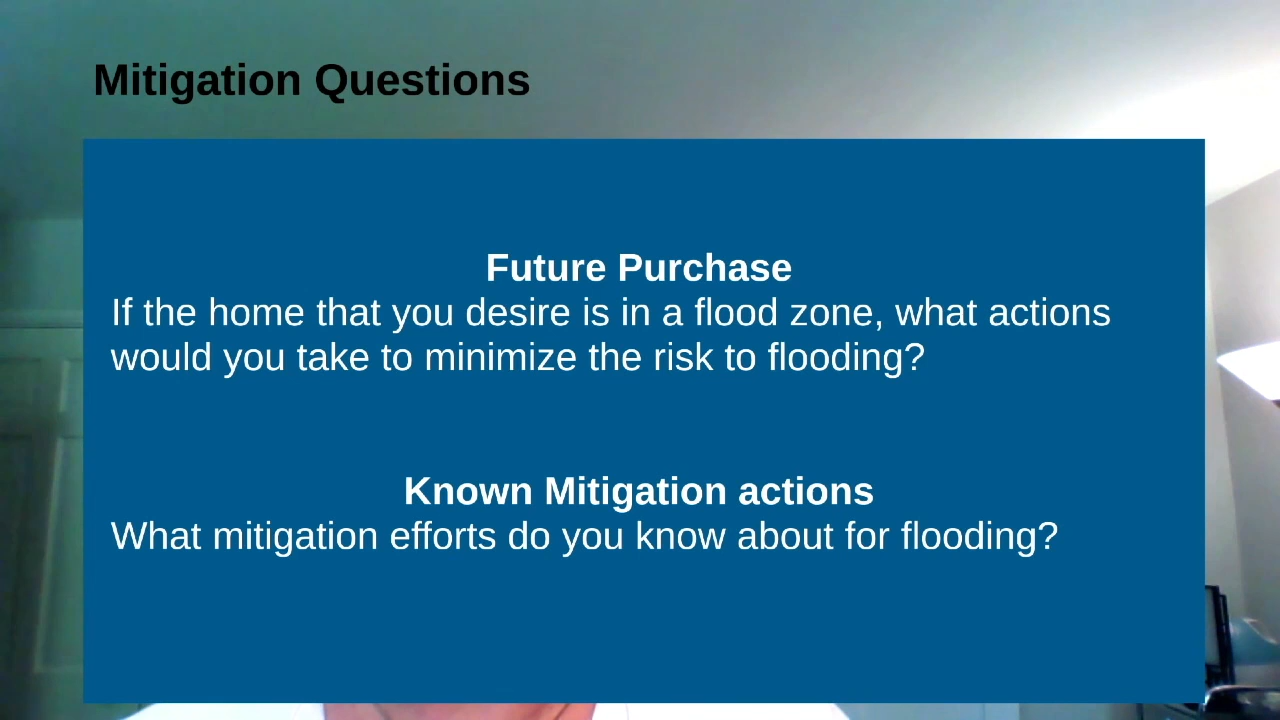 Mitigation Questions
Future Purchase
If the home that you desire is in a flood zone, what actions
would you take to minimize the risk to flooding?
Known Mitigation actions
What mitigation efforts do you know about for flooding?